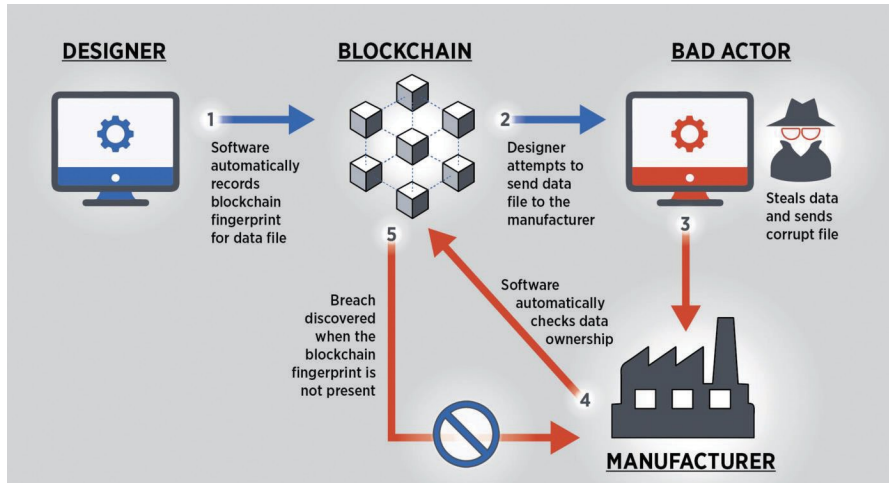 DESIGNER
BLOCKCHAIN
BAD ACTOR
1
Software
automatically
records
blockchain
fingerprint
for data file
2
Designer
attempts to
send data
file to the
manufacturer
Steals data
and sends
corrupt file
3
5
Breach
discovered
when the
blockchain
fingerprint is
not present
Software
automatically
checks data
ownership
4
MANUFACTURER